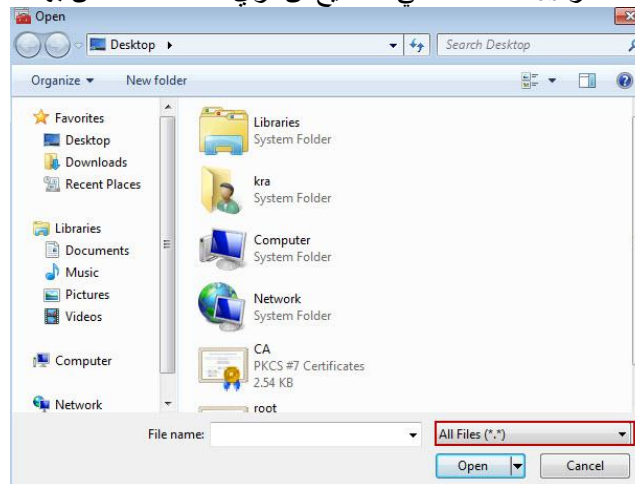 Open
Desktop
Search Desktop
Organize
New folder
Favorites
Desktop
Downloads
Recent Places
Libraries
Documents
Music
Pictures
Videos
Computer
Network
Libraries
System Folder
kra
System Folder
Computer
System Folder
Network
System Folder
CA
PKCS #7 Certificates
2.54 KB
root
File name:
All Files (*.*)
Open
Cancel